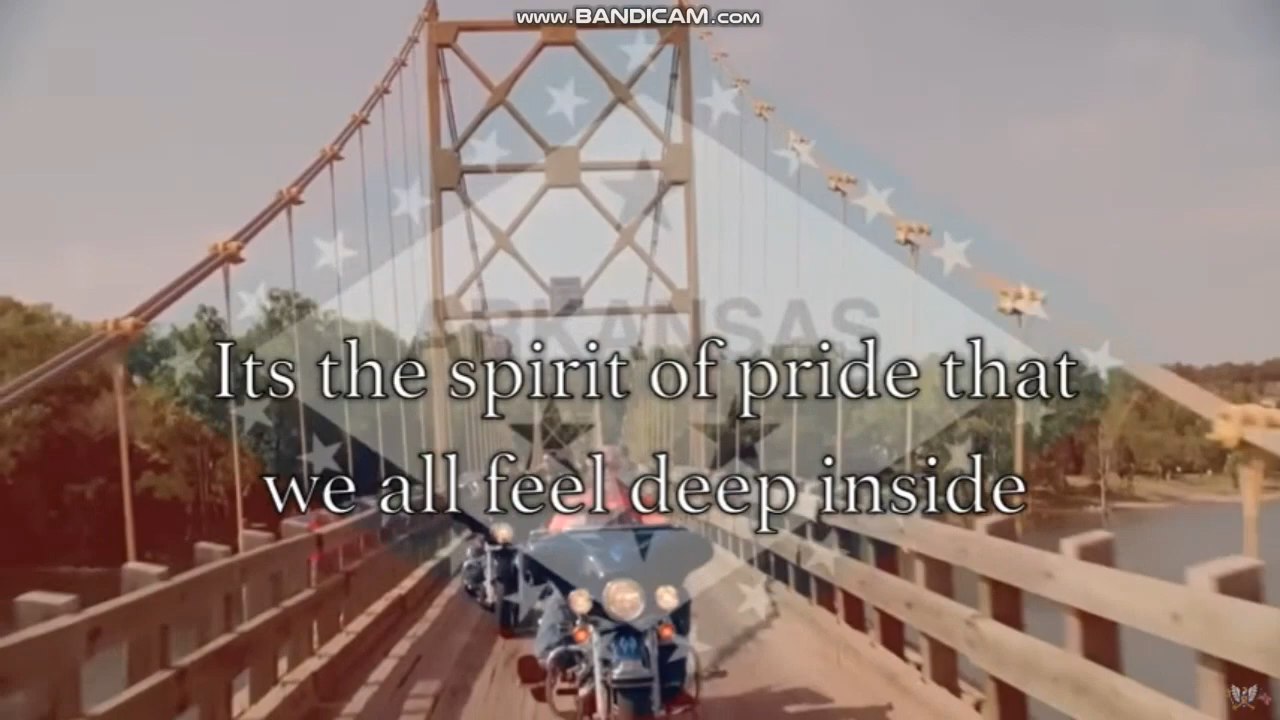 www.BANDICAM.com
ARKANSAS
Its the spirit of pride that
we all feel deep inside